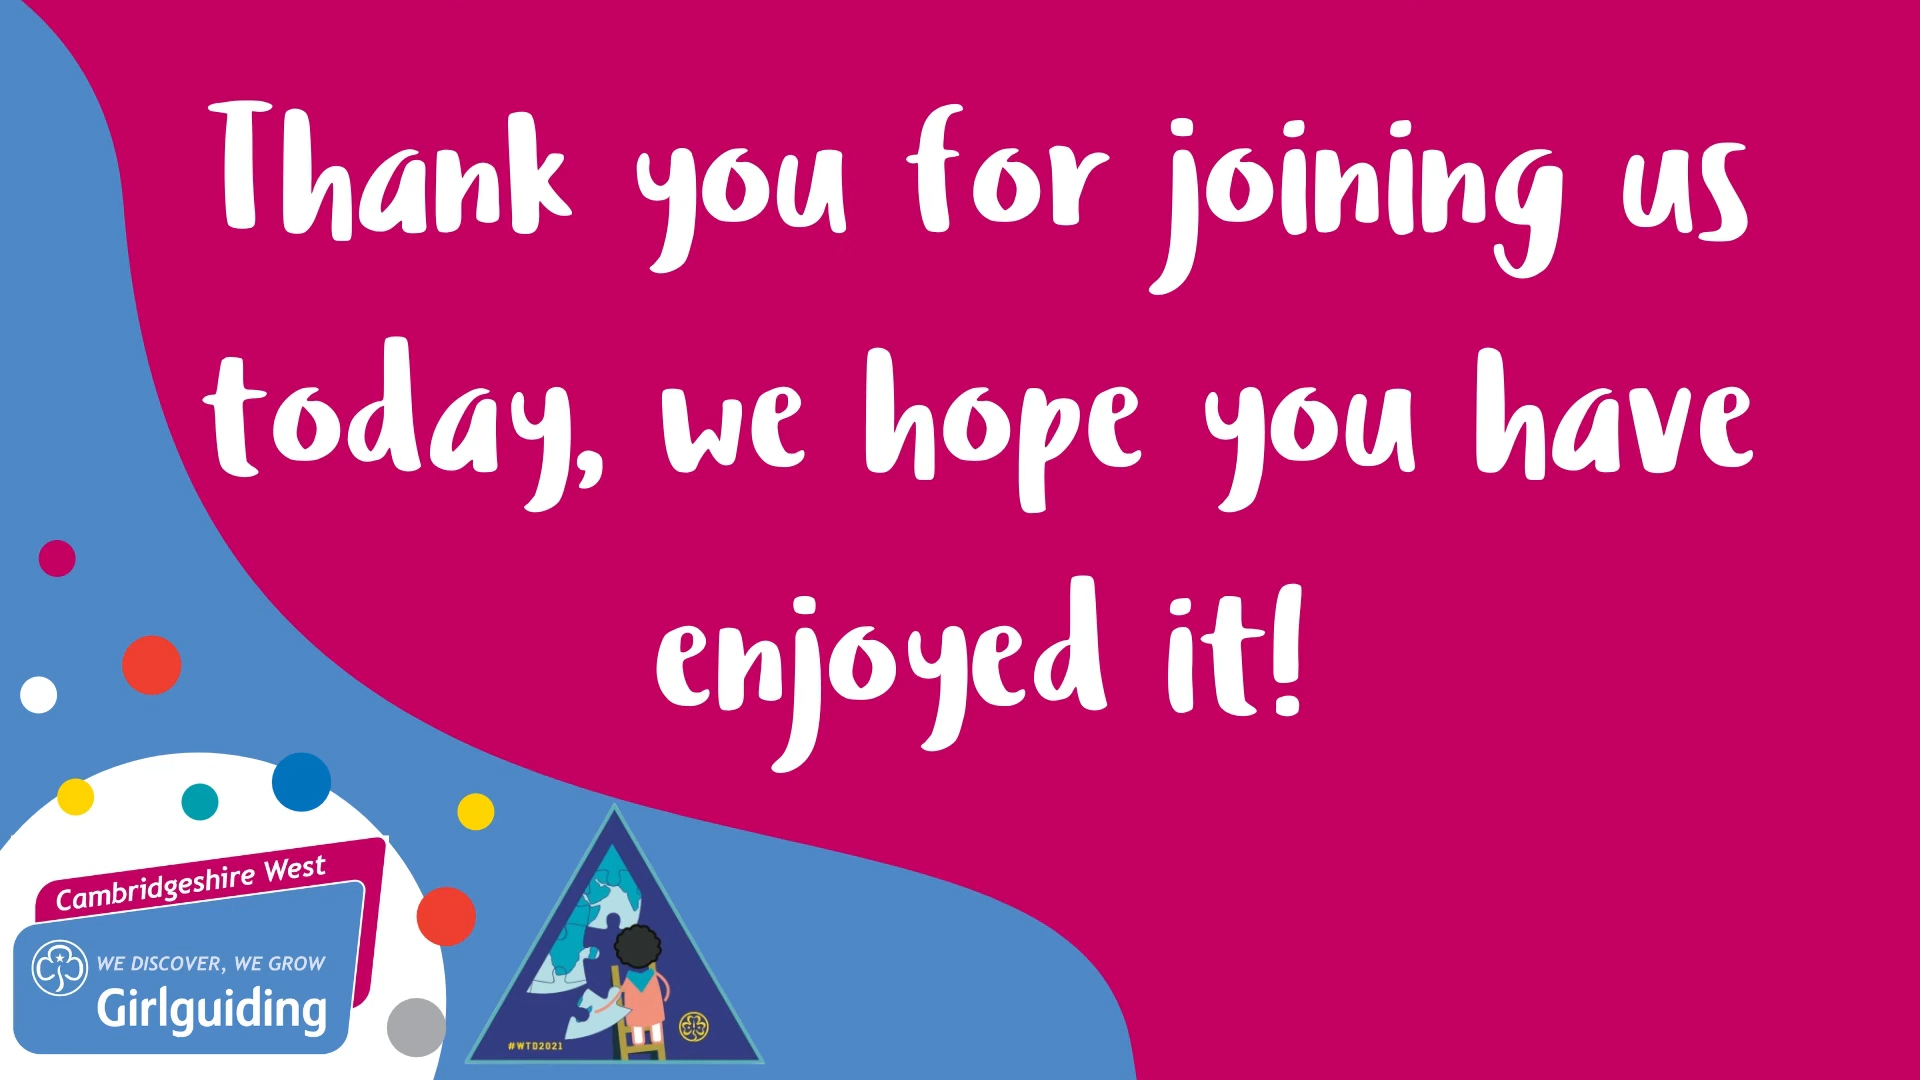 Thank you for joining us
today, we hope you have
enjoyed it!
Cambridgeshire West
WE DISCOVER, WE GROW
Girlguiding
#WTD2021